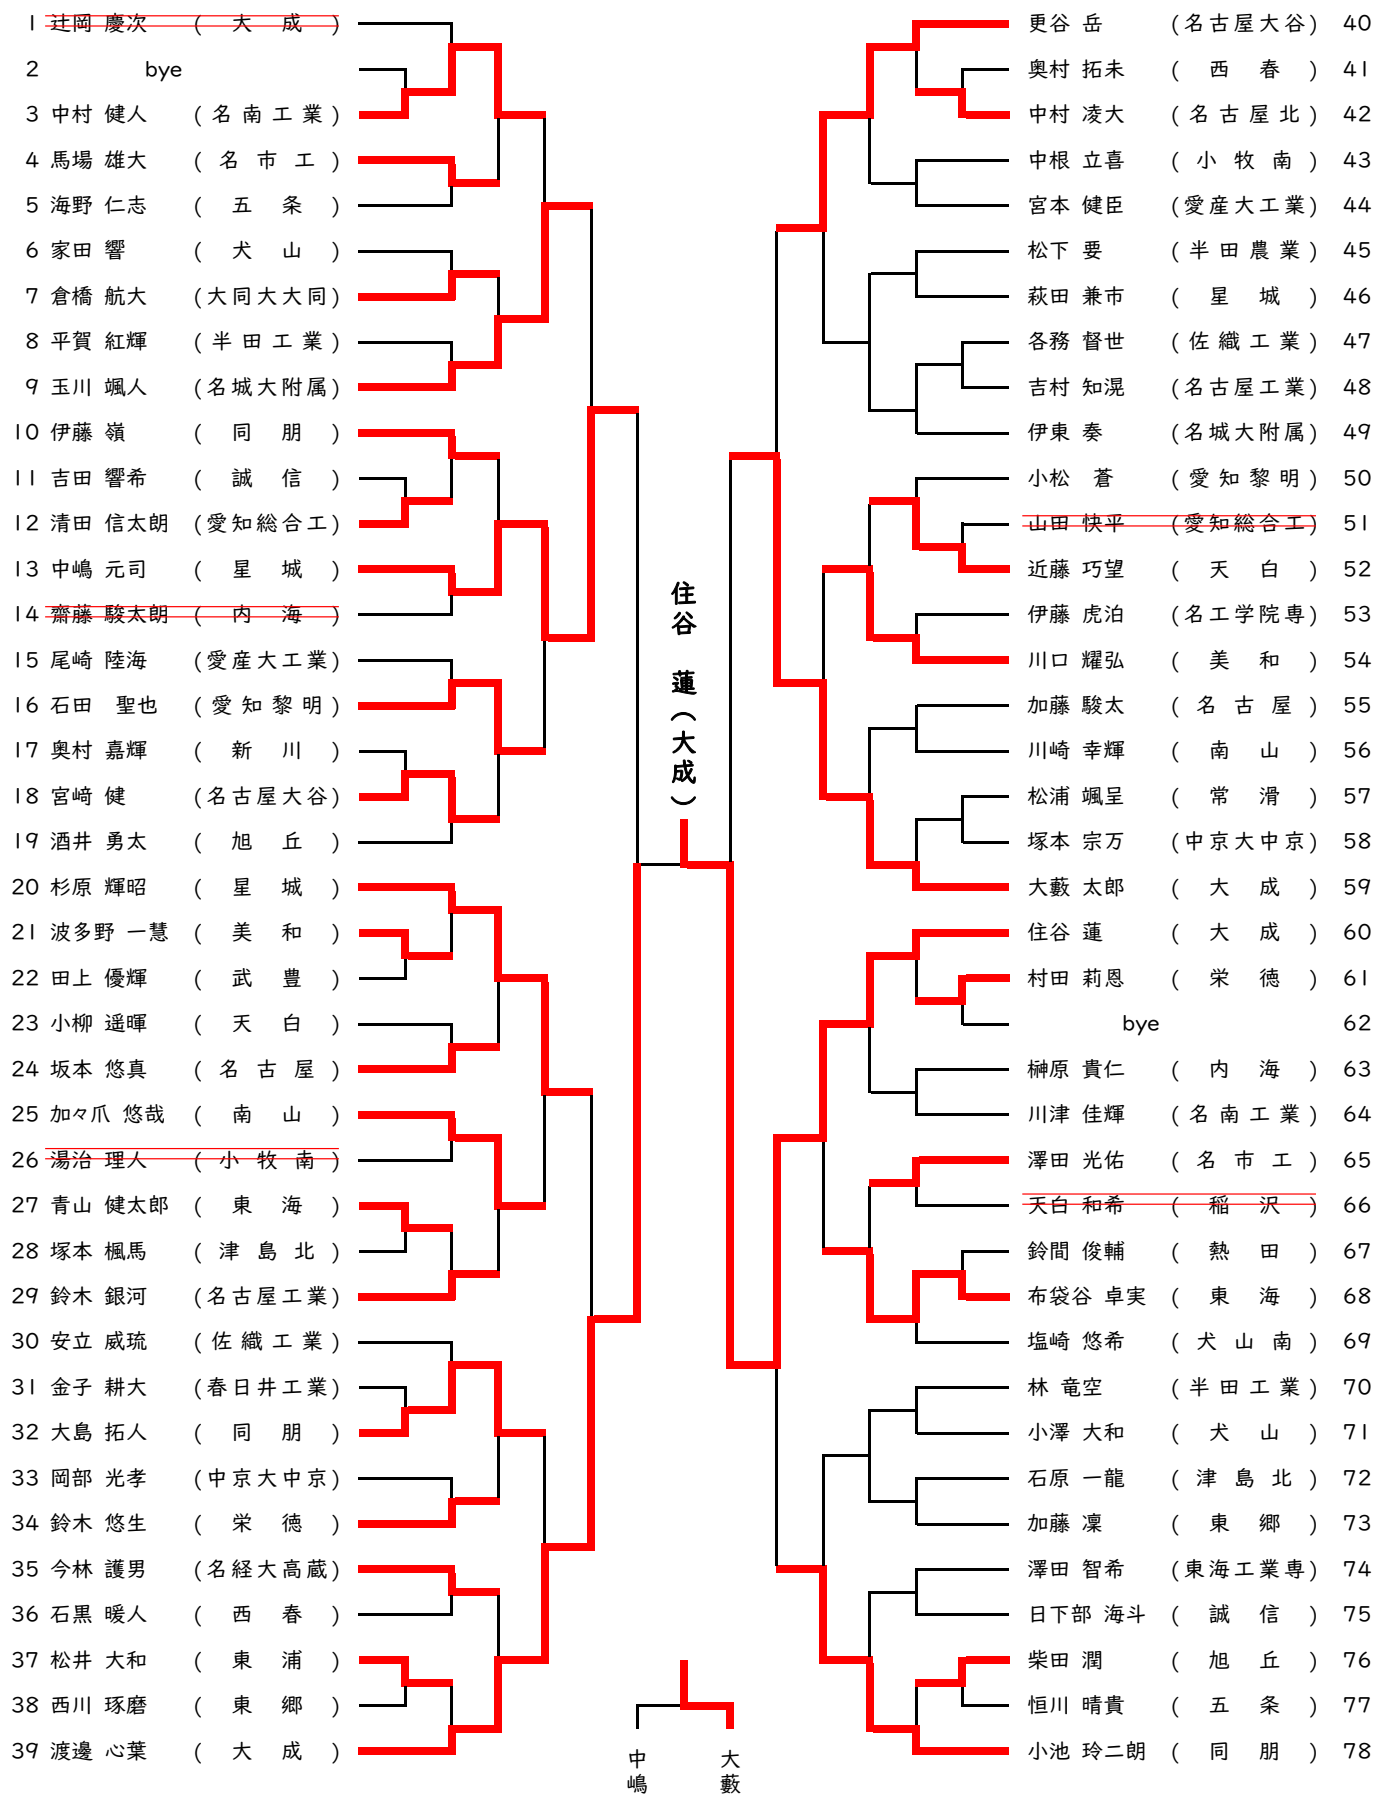 1 辻岡 慶次 ( 大 成 )
2 bye
3 中村 健人 ( 名 南 工 業 )
4 馬場 雄大 ( 名 市 工 )
5 海野 仁志 ( 五 条 )
6 家田 響 ( 犬 山 )
7 倉橋 航大 (大同大大同)
8 平賀 紅輝 ( 半 田 工 業 )
9 玉川 颯人 (名城大附属)
10 伊藤 嶺 ( 同 朋 )
11 吉田 響希 ( 誠 信 )
12 清田 信太朗 (愛知総合工)
13 中嶋 元司 ( 星 城 )
14 齋藤 駿太朗 ( 内 海 )
15 尾崎 陸海 (愛産大工業)
16 石田 聖也 ( 愛 知 黎 明 )
17 奥村 嘉輝 ( 新 川 )
18 宮﨑 健 (名古屋大谷)
19 酒井 勇太 ( 旭 丘 )
20 杉原 輝昭 ( 星 城 )
21 波多野 一慧 ( 美 和 )
22 田上 優輝 ( 武 豊 )
23 小柳 遥暉 ( 天 白 )
24 坂本 悠真 ( 名 古 屋 )
25 加々爪 悠哉 ( 南 山 )
26 湯治 理人 ( 小 牧 南 )
27 青山 健太郎 ( 東 海 )
28 塚本 楓馬 ( 津 島 北 )
29 鈴木 銀河 (名古屋工業)
30 安立 威琉 ( 佐 織 工 業 )
31 金子 耕大 (春日井工業)
32 大島 拓人 ( 同 朋 )
33 岡部 光孝 (中京大中京)
34 鈴木 悠生 ( 栄 徳 )
35 今林 護男 (名経大高蔵)
36 石黒 暖人 ( 西 春 )
37 松井 大和 ( 東 浦 )
38 西川 琢磨 ( 東 郷 )
39 渡邊 心葉 ( 大 成 )
住谷 蓮(大成)
中嶋
大藪
更谷 岳 (名古屋大谷) 40
奥村 拓未 ( 西 春 ) 41
中村 凌大 ( 名 古 屋 北 ) 42
中根 立喜 ( 小 牧 南 ) 43
宮本 健臣 (愛産大工業) 44
松下 要 ( 半 田 農 業 ) 45
萩田 兼市 ( 星 城 ) 46
各務 督世 ( 佐 織 工 業 ) 47
吉村 知滉 (名古屋工業) 48
伊東 奏 (名城大附属) 49
小松 蒼 ( 愛 知 黎 明 ) 50
山田 快平 (愛知総合工) 51
近藤 巧望 ( 天 白 ) 52
伊藤 虎泊 (名工学院専) 53
川口 耀弘 ( 美 和 ) 54
加藤 駿太 ( 名 古 屋 ) 55
川崎 幸輝 ( 南 山 ) 56
松浦 颯呈 ( 常 滑 ) 57
塚本 宗万 (中京大中京) 58
大藪 太郎 ( 大 成 ) 59
住谷 蓮 ( 大 成 ) 60
村田 莉恩 ( 栄 徳 ) 61
bye 62
榊原 貴仁 ( 内 海 ) 63
川津 佳輝 ( 名 南 工 業 ) 64
澤田 光佑 ( 名 市 工 ) 65
天白 和希 ( 稲 沢 ) 66
鈴間 俊輔 ( 熱 田 ) 67
布袋谷 卓実 ( 東 海 ) 68
塩崎 悠希 ( 犬 山 南 ) 69
林 竜空 ( 半 田 工 業 ) 70
小澤 大和 ( 犬 山 ) 71
石原 一龍 ( 津 島 北 ) 72
加藤 凜 ( 東 郷 ) 73
澤田 智希 (東海工業専) 74
日下部 海斗 ( 誠 信 ) 75
柴田 潤 ( 旭 丘 ) 76
恒川 晴貴 ( 五 条 ) 77
小池 玲二朗 ( 同 朋 ) 78